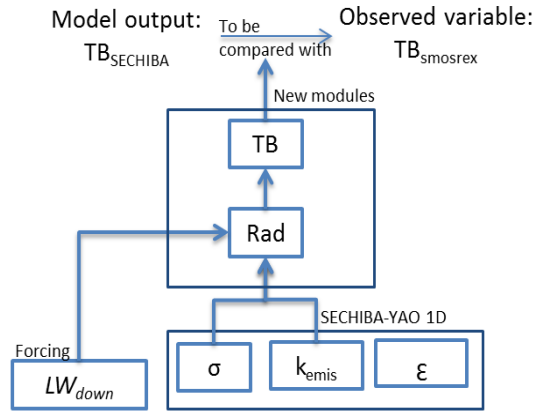 Model output:
TB_SECHIBA
To be
compared with
Observed variable:
TB_smosrex
New modules
TB
Rad
SECHIBA-YAO 1D
Forcing
LW_down
σ
k_emis
Ɛ